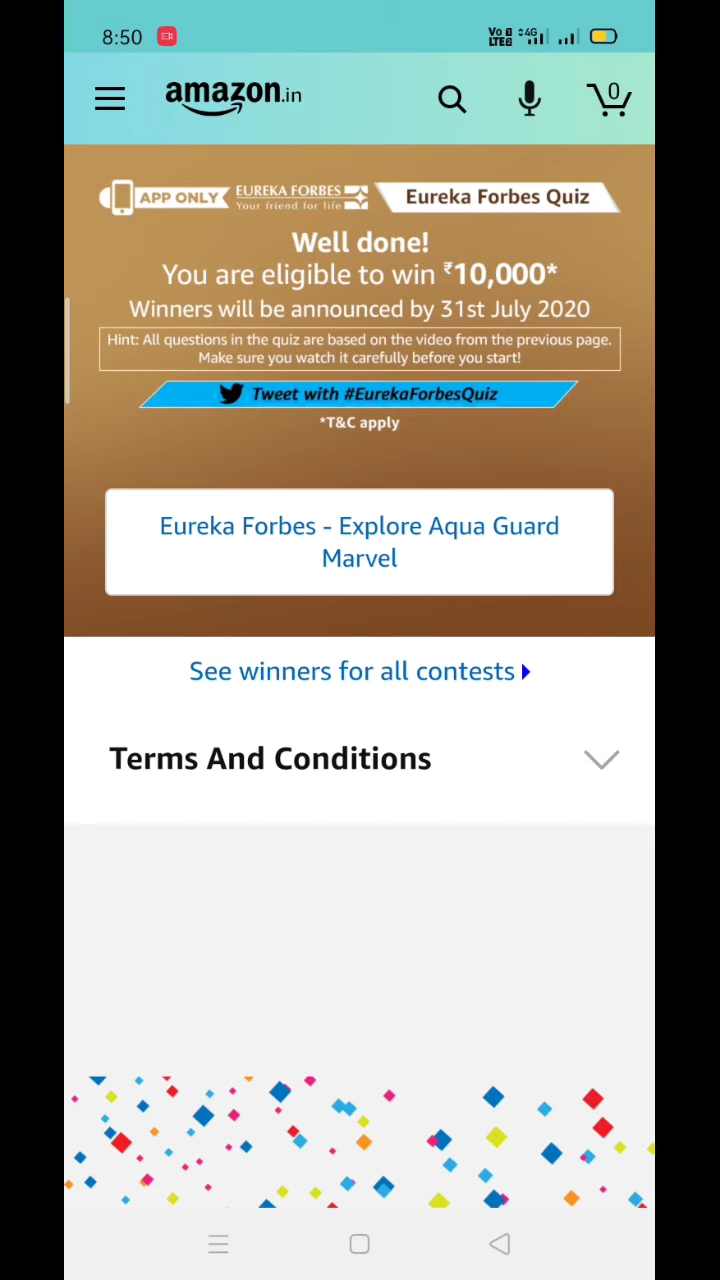 8:50
Vo LTE2 4G
amazon.in
0
APP ONLY EUREKA FORBES Your friend for life Eureka Forbes Quiz
Well done!
You are eligible to win ₹10,000*
Winners will be announced by 31st July 2020
Hint: All questions in the quiz are based on the video from the previous page.
Make sure you watch it carefully before you start!
Tweet with #EurekaForbesQuiz
*T&C apply
Eureka Forbes - Explore Aqua Guard
Marvel
See winners for all contests
Terms And Conditions